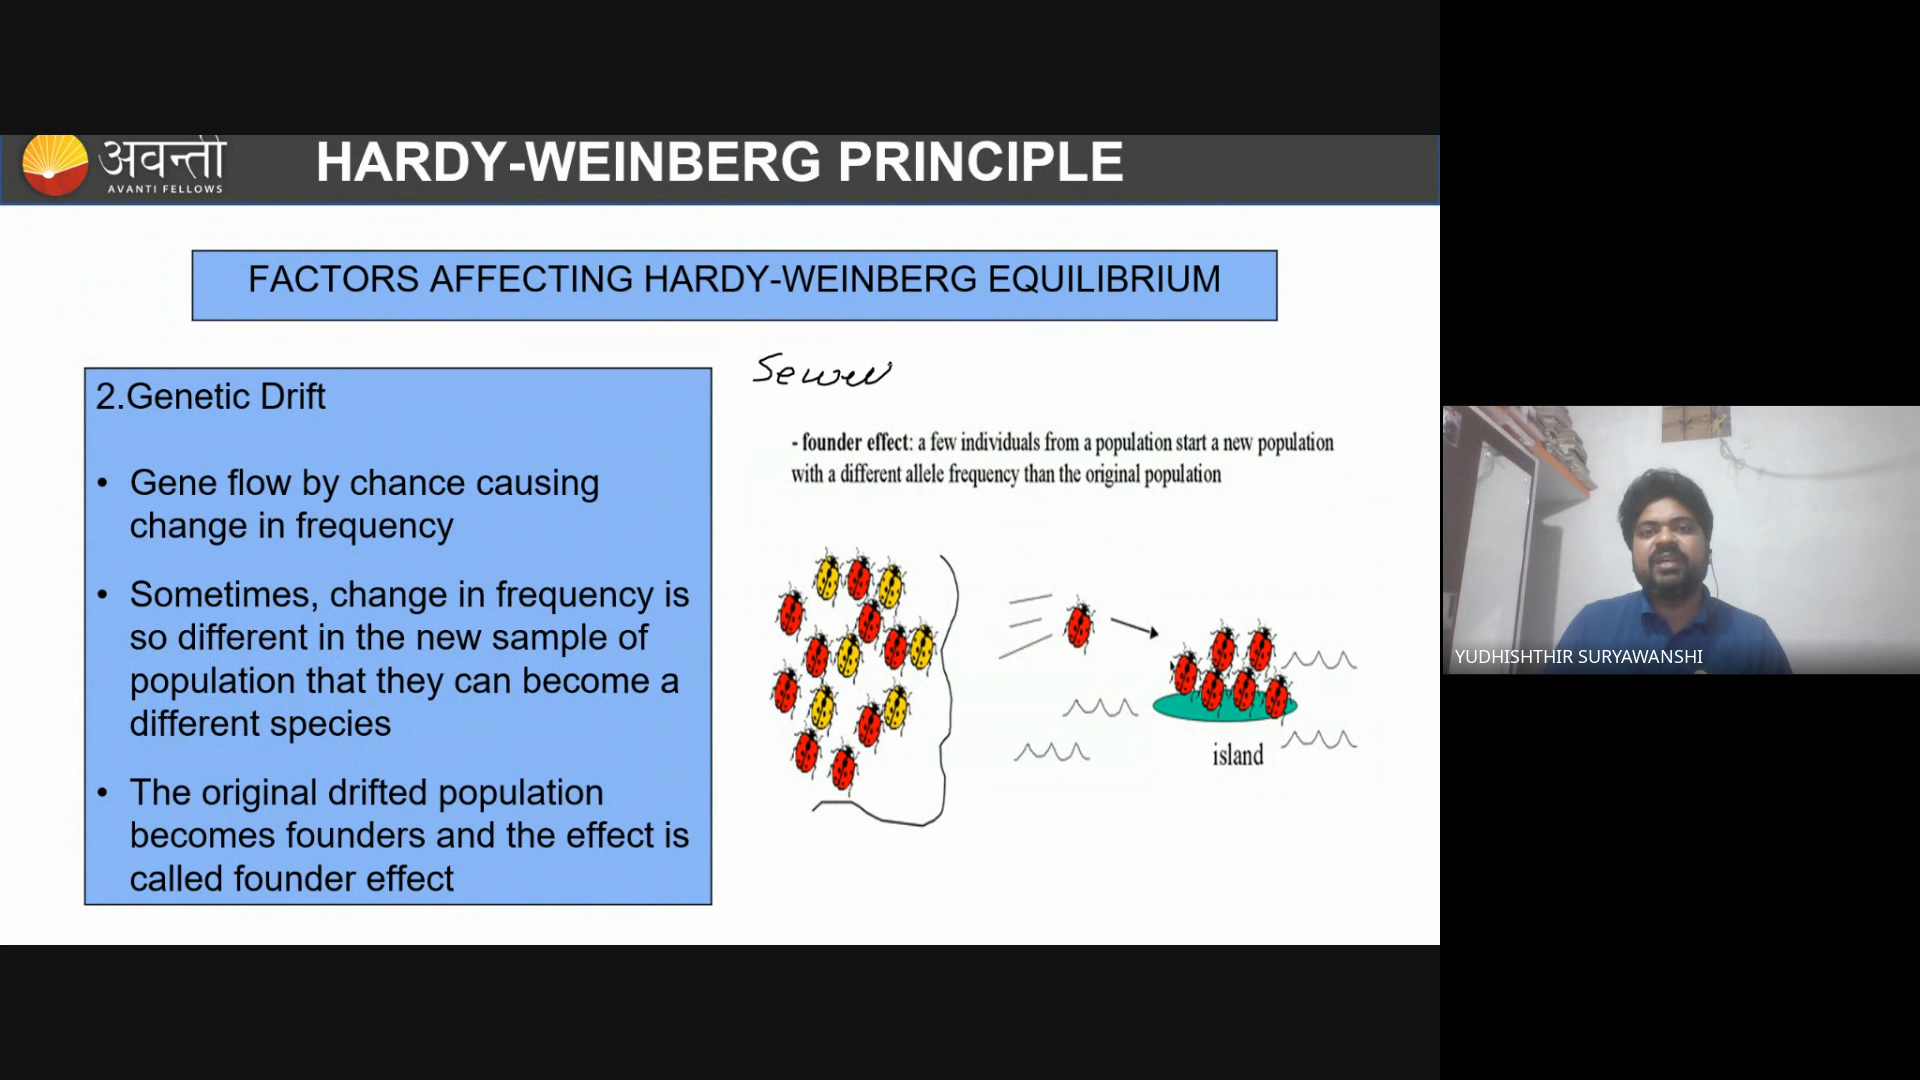 अवन्ती
AVANTI FELLOWS
HARDY-WEINBERG PRINCIPLE
FACTORS AFFECTING HARDY-WEINBERG EQUILIBRIUM
2.Genetic Drift
• Gene flow by chance causing
change in frequency
• Sometimes, change in frequency is
so different in the new sample of
population that they can become a
different species
• The original drifted population
becomes founders and the effect is
called founder effect
- founder effect: a few individuals from a population start a new population
with a different allele frequency than the original population
island
YUDHISHTHIR SURYAWANSHI